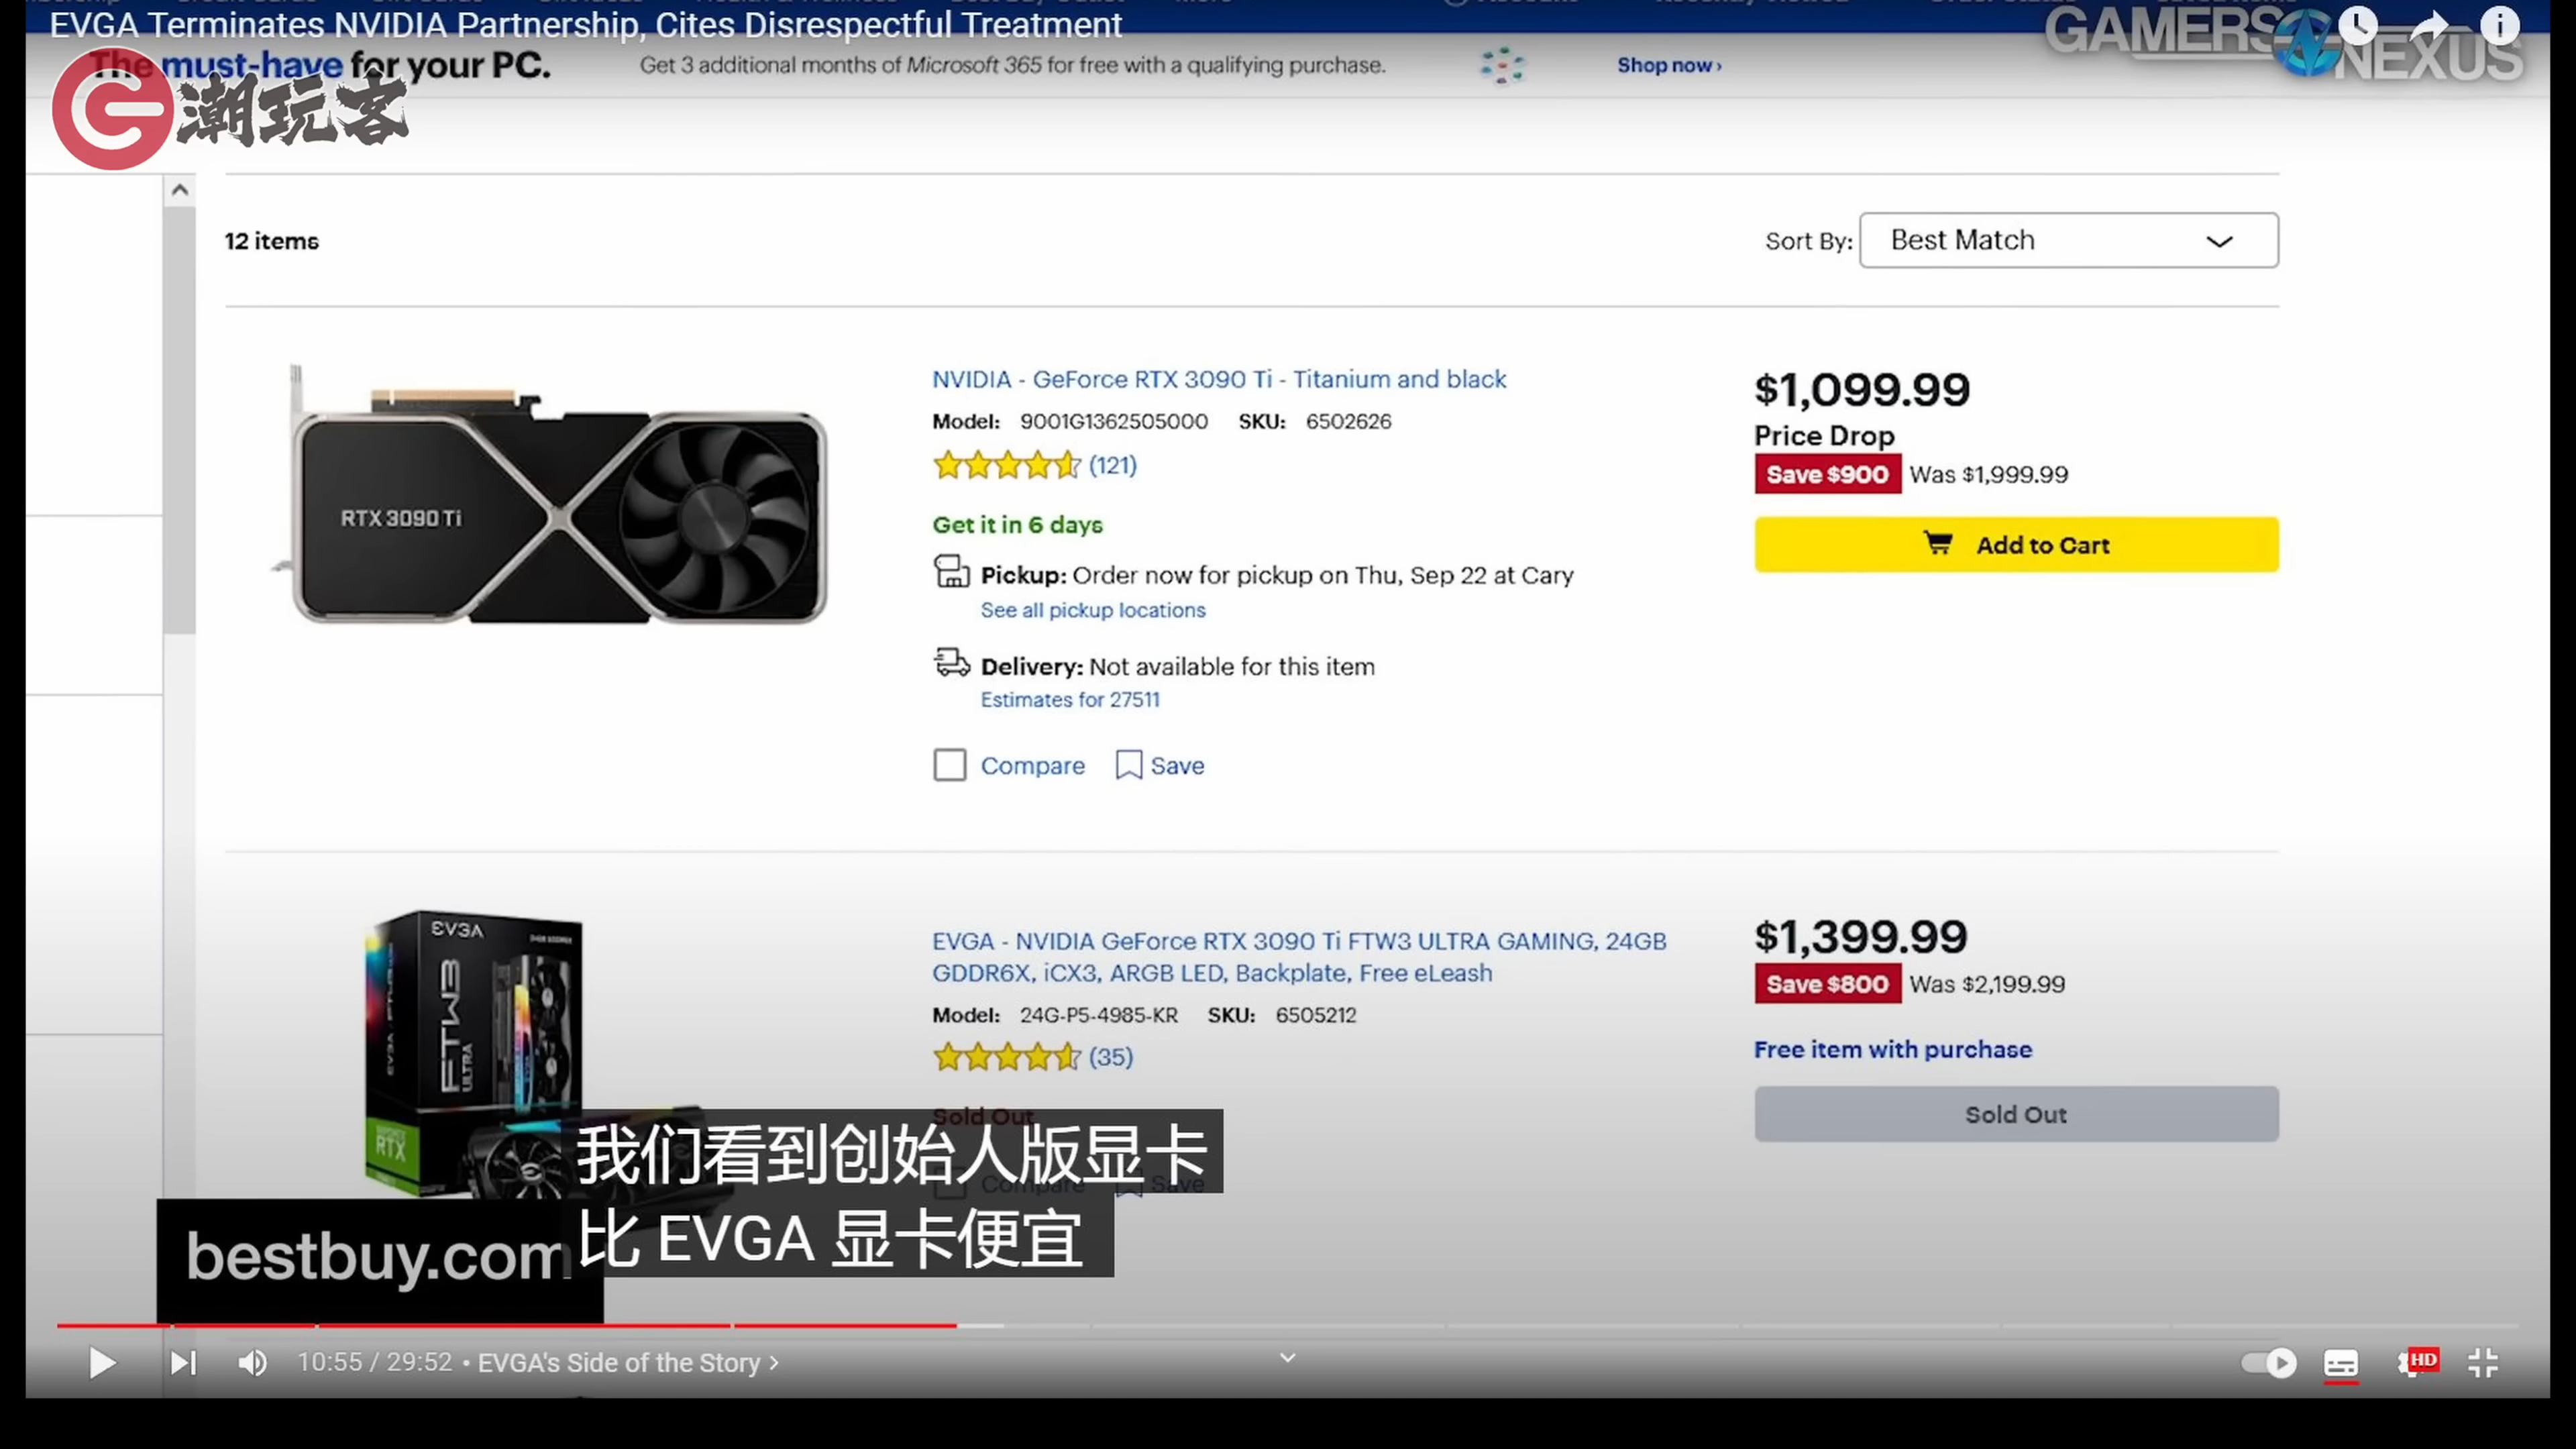 EVGA Terminates NVIDIA Partnership, Cites Disrespectful Treatment
GAMERS NEXUS
The must-have for your PC.
Get 3 additional months of Microsoft 365 for free with a qualifying purchase.
Shop now ›
潮玩客
12 items
Sort By: Best Match
NVIDIA - GeForce RTX 3090 Ti - Titanium and black
Model: 9001G1362505000 SKU: 6502626
(121)
Get it in 6 days
Pickup: Order now for pickup on Thu, Sep 22 at Cary
See all pickup locations
Delivery: Not available for this item
Estimates for 27511
Compare Save
RTX 3090 Ti
$1,099.99
Price Drop
Save $900 Was $1,999.99
Add to Cart
EVGA
FTW3
ULTRA
RTX
EVGA - NVIDIA GeForce RTX 3090 Ti FTW3 ULTRA GAMING, 24GB
GDDR6X, iCX3, ARGB LED, Backplate, Free eLeash
Model: 24G-P5-4985-KR SKU: 6505212
(35)
Sold Out
Compare Save
$1,399.99
Save $800 Was $2,199.99
Free item with purchase
Sold Out
我们看到创始人版显卡
比 EVGA 显卡便宜
bestbuy.com
10:55 / 29:52 • EVGA's Side of the Story ›
HD